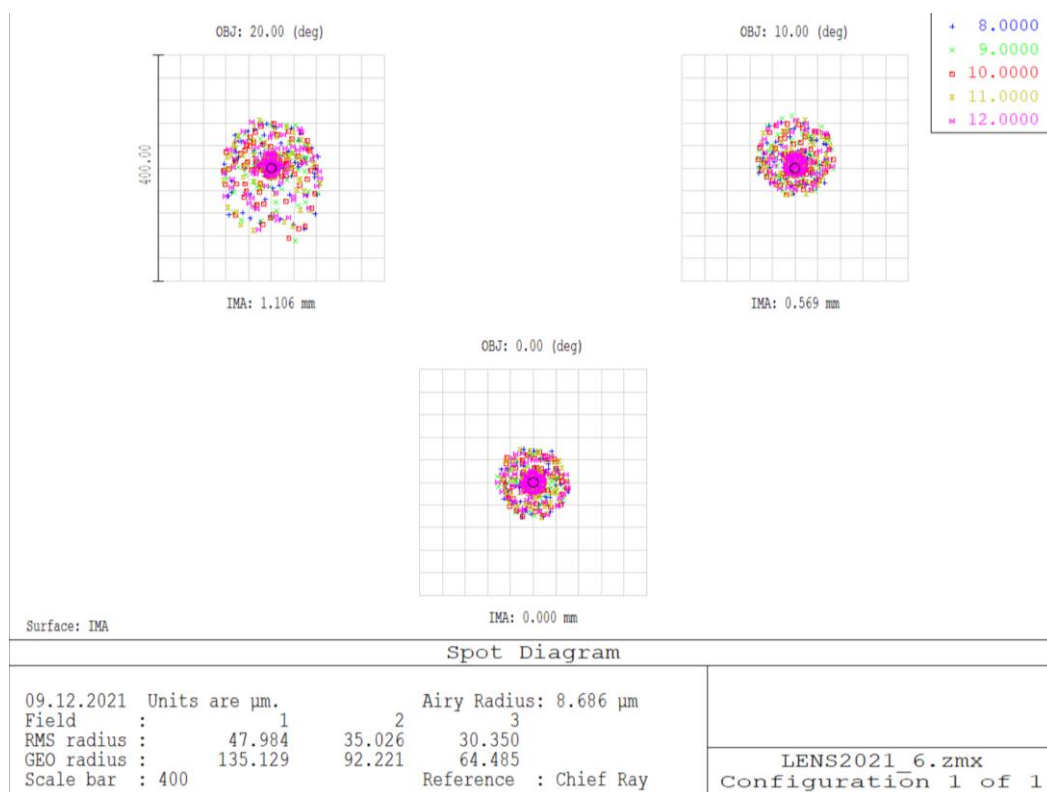 OBJ: 20.00 (deg)
OBJ: 10.00 (deg)
+ 8.0000
× 9.0000
10.0000
11.0000
12.0000
400.00
IMA: 1.106 mm
IMA: 0.569 mm
OBJ: 0.00 (deg)
IMA: 0.000 mm
Surface: IMA
Spot Diagram
09.12.2021 Units are µm. Airy Radius: 8.686 µm
Field : 1 2 3
RMS radius : 47.984 35.026 30.350
GEO radius : 135.129 92.221 64.485
Scale bar : 400 Reference : Chief Ray
LENS2021_6.zmx
Configuration 1 of 1